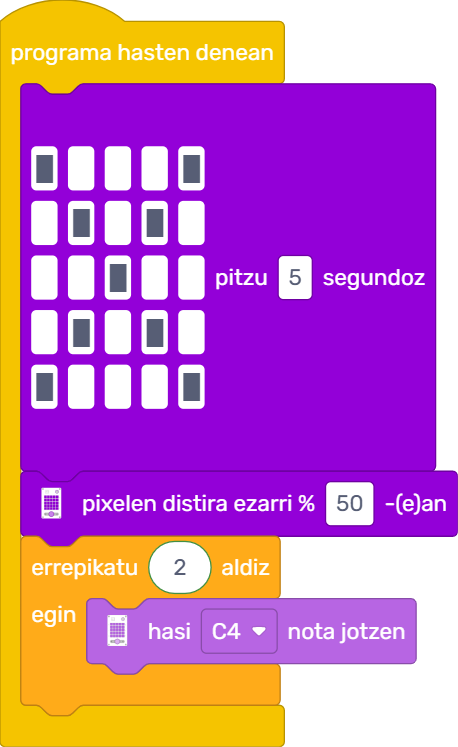 programa hasten denean
pitzu 5 segundoz
pixelen distira ezarri % 50 -(e)an
errepikatu 2 aldiz
egin
hasi C4 nota jotzen